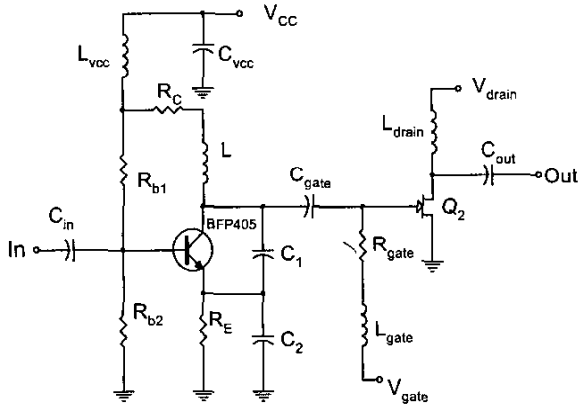 V_CC
L_vcc
C_vcc
R_C
V_drain
L_drain
L
C_out
R_b1
C_gate
Out
Q_2
BFP405
C_in
In
C_1
R_gate
R_b2
R_E
C_2
L_gate
V_gate